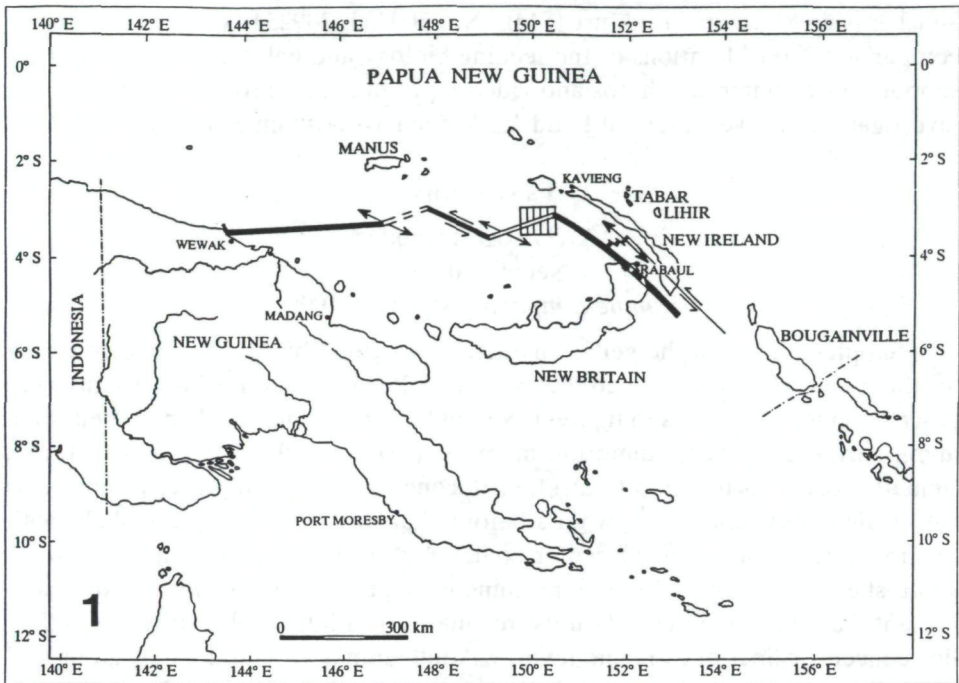 140°E 142° 144° 146° 148° 150° 152° 154° 156°E
0° 0°
PAPUA NEW GUINEA
2°S 2°S
MANUS
KAVIENG
TABAR
LIHIR
WEWAK
NEW IRELAND
4°S 4°S
RABAUL
MADANG
INDONESIA
NEW GUINEA
BOUGAINVILLE
6°S 6°S
NEW BRITAIN
8°S 8°S
PORT MORESBY
10°S 10°S
1
0 300 km
12°S 12°S
140°E 142° 144° 146° 148° 150° 152° 154° 156°E